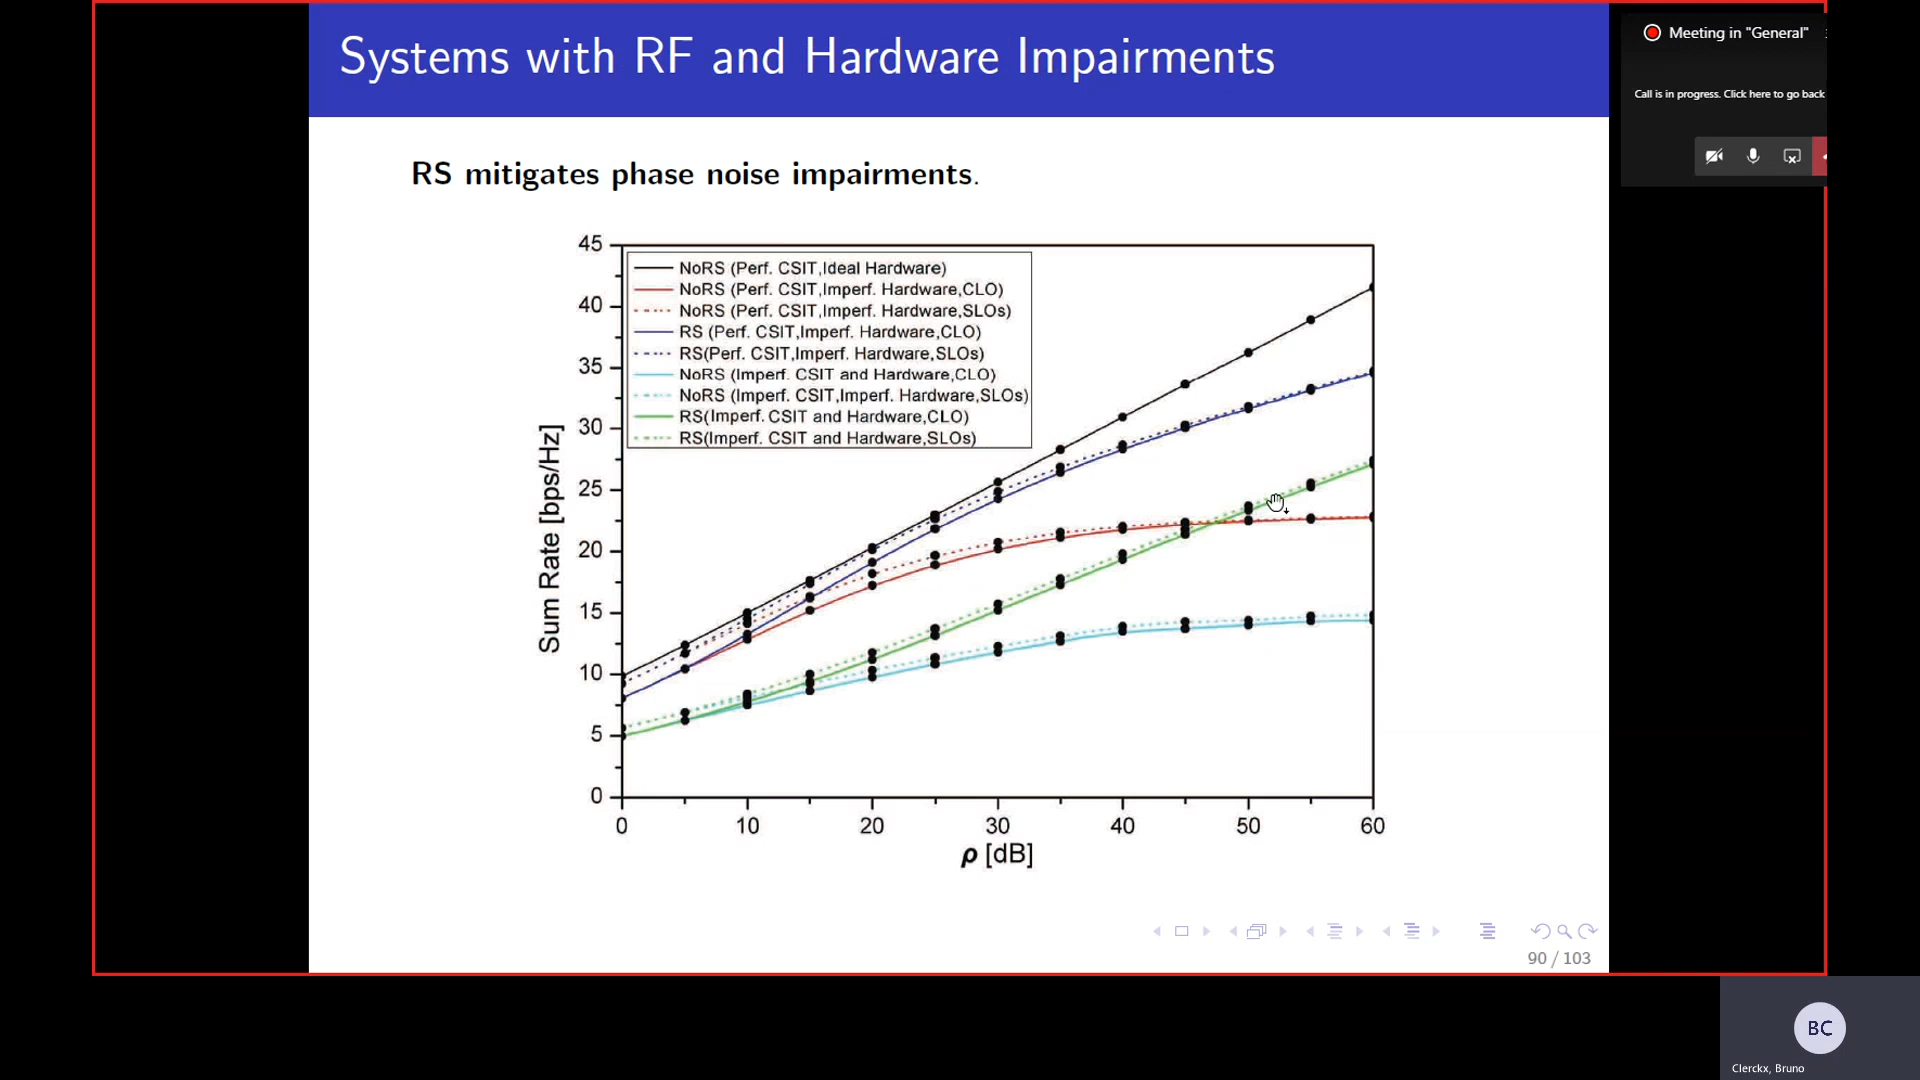 Systems with RF and Hardware Impairments
Meeting in "General"
Call is in progress. Click here to go back
RS mitigates phase noise impairments.
45
40
35
30
25
20
15
10
5
0
Sum Rate [bps/Hz]
NoRS (Perf. CSIT,Ideal Hardware)
NoRS (Perf. CSIT,Imperf. Hardware,CLO)
NoRS (Perf. CSIT,Imperf. Hardware,SLOs)
RS (Perf. CSIT,Imperf. Hardware,CLO)
RS(Perf. CSIT,Imperf. Hardware,SLOs)
NoRS (Imperf. CSIT and Hardware,CLO)
NoRS (Imperf. CSIT,Imperf. Hardware,SLOs)
RS(Imperf. CSIT and Hardware,CLO)
RS(Imperf. CSIT and Hardware,SLOs)
0 10 20 30 40 50 60
ρ [dB]
90 / 103
BC
Clerckx, Bruno